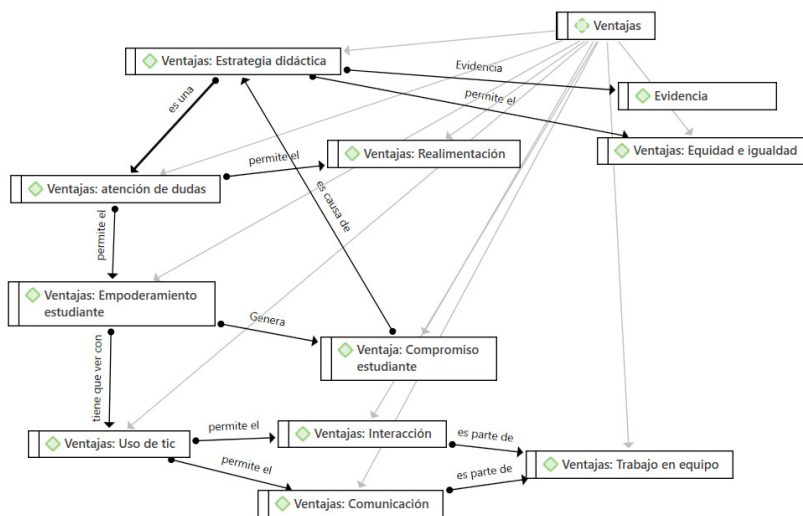 Ventajas
Ventajas: Estrategia didáctica
Evidencia
Evidencia
es una
permite el
Ventajas: Equidad e igualdad
permite el
Ventajas: Realimentación
Ventajas: atención de dudas
es causa de
permite el
Ventajas: Empoderamiento
estudiante
Genera
Ventaja: Compromiso
estudiante
tiene que ver con
Ventajas: Uso de tic
permite el
Ventajas: Interacción
es parte de
Ventajas: Trabajo en equipo
permite el
es parte de
Ventajas: Comunicación